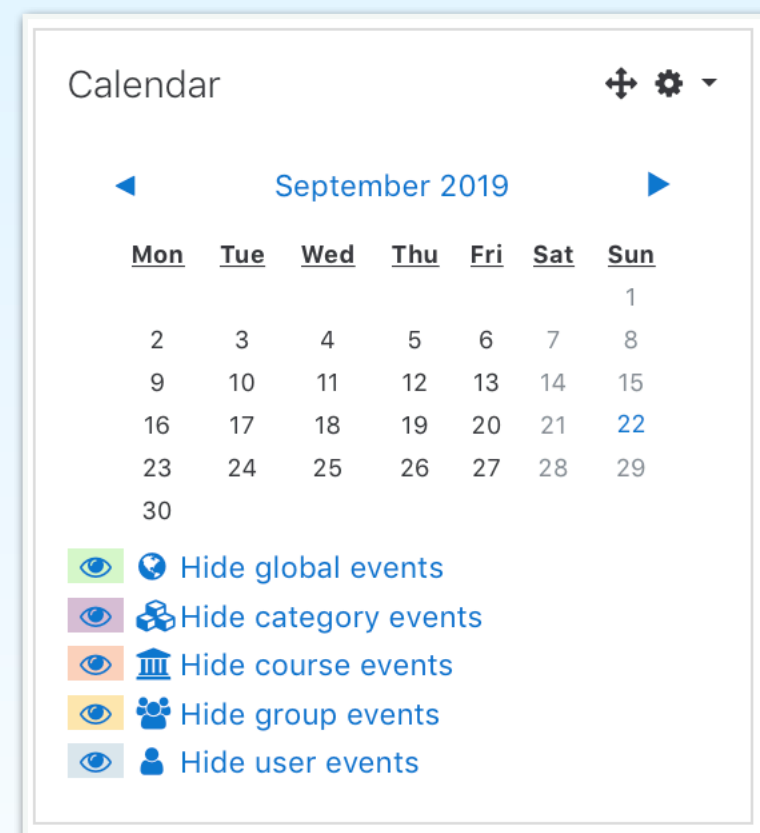 Calendar
September 2019
Mon Tue Wed Thu Fri Sat Sun
1
2 3 4 5 6 7 8
9 10 11 12 13 14 15
16 17 18 19 20 21 22
23 24 25 26 27 28 29
30
Hide global events
Hide category events
Hide course events
Hide group events
Hide user events